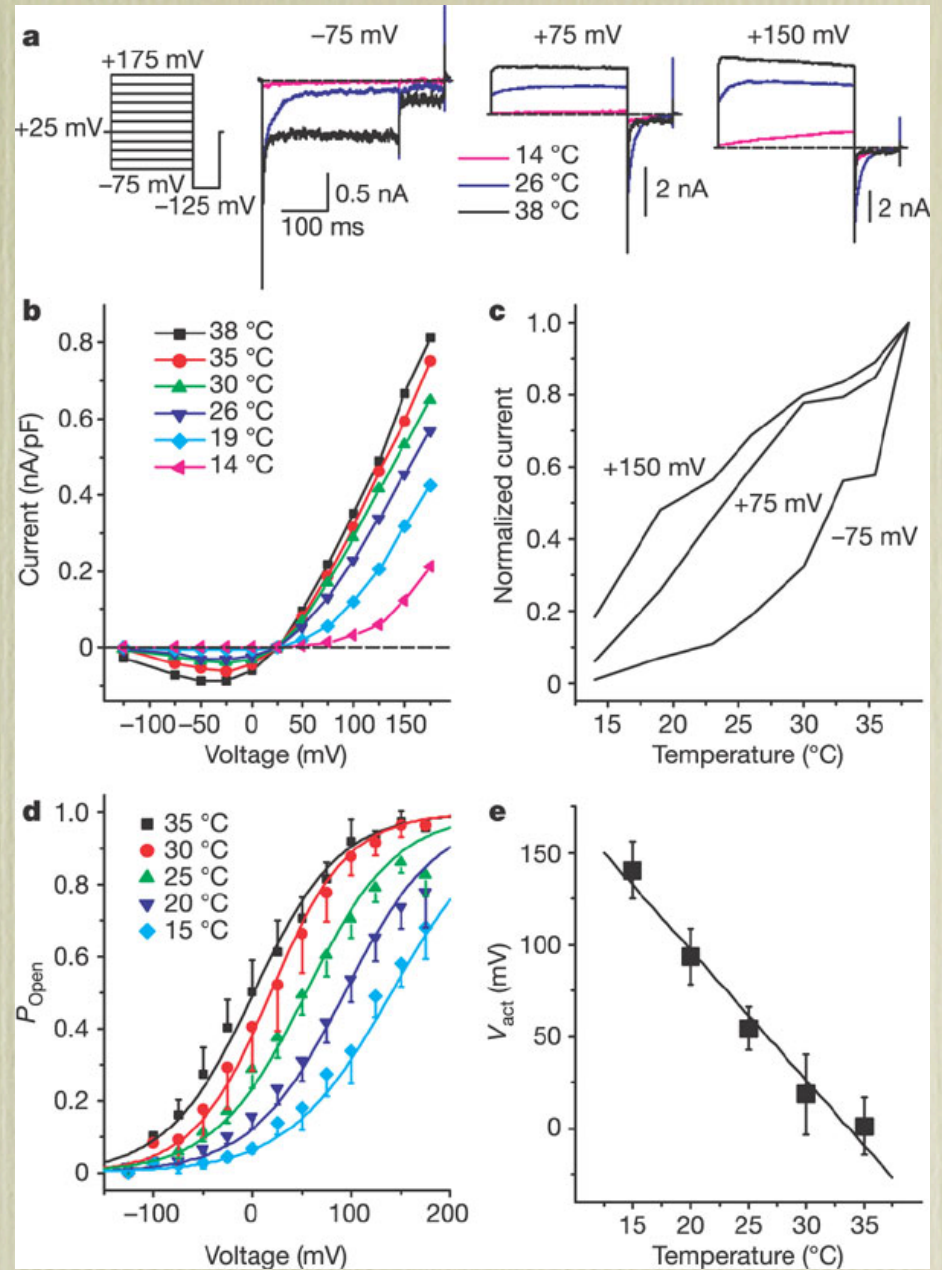 a
+175 mV
+25 mV
−75 mV
−125 mV
−75 mV
0.5 nA
100 ms
+75 mV
14 °C
26 °C
38 °C
2 nA
+150 mV
2 nA
b
38 °C
35 °C
30 °C
26 °C
19 °C
14 °C
Current (nA/pF)
0.8
0.6
0.4
0.2
0
−100 −50 0 50 100 150
Voltage (mV)
c
Normalized current
1.0
0.8
0.6
0.4
0.2
0
+150 mV
+75 mV
−75 mV
15 20 25 30 35
Temperature (°C)
d
35 °C
30 °C
25 °C
20 °C
15 °C
P Open
1.0
0.8
0.6
0.4
0.2
0
−100 0 100 200
Voltage (mV)
e
V act (mV)
150
100
50
0
15 20 25 30 35
Temperature (°C)